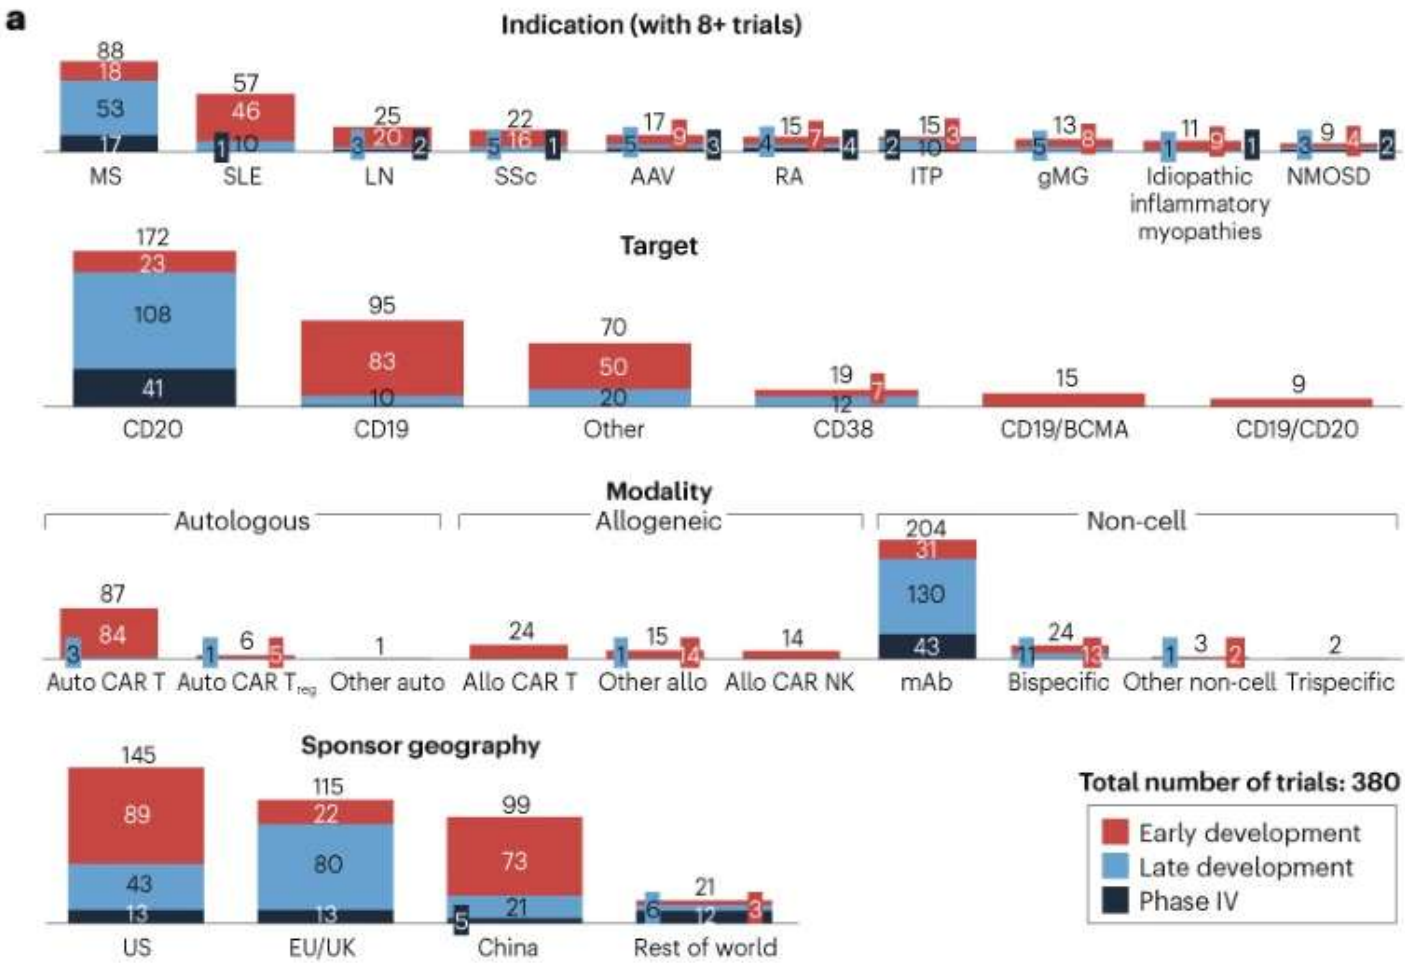 a
Indication (with 8+ trials)
88 57 25 22 17 15 15 13 11 9
18 46 20 16 9 7 3 8 9 4
53 10 3 5 5 4 10 5 1 3
17 1 2 1 3 4 2 1 2
MS SLE LN SSc AAV RA ITP gMG Idiopathic NMOSD
inflammatory
myopathies
Target
172 95 70 19 15 9
23 83 50 7
108 10 20 12
41
CD20 CD19 Other CD38 CD19/BCMA CD19/CD20
Modality
Autologous Allogeneic Non-cell
87 6 1 24 15 14 204 24 3 2
84 5 14 31 13 2
3 1 1 130 11 1
43
Auto CAR T Auto CAR Treg Other auto Allo CAR T Other allo Allo CAR NK mAb Bispecific Other non-cell Trispecific
Sponsor geography
145 115 99 21
89 22 73 3
43 80 21 6
13 13 5 12
US EU/UK China Rest of world
Total number of trials: 380
Early development
Late development
Phase IV